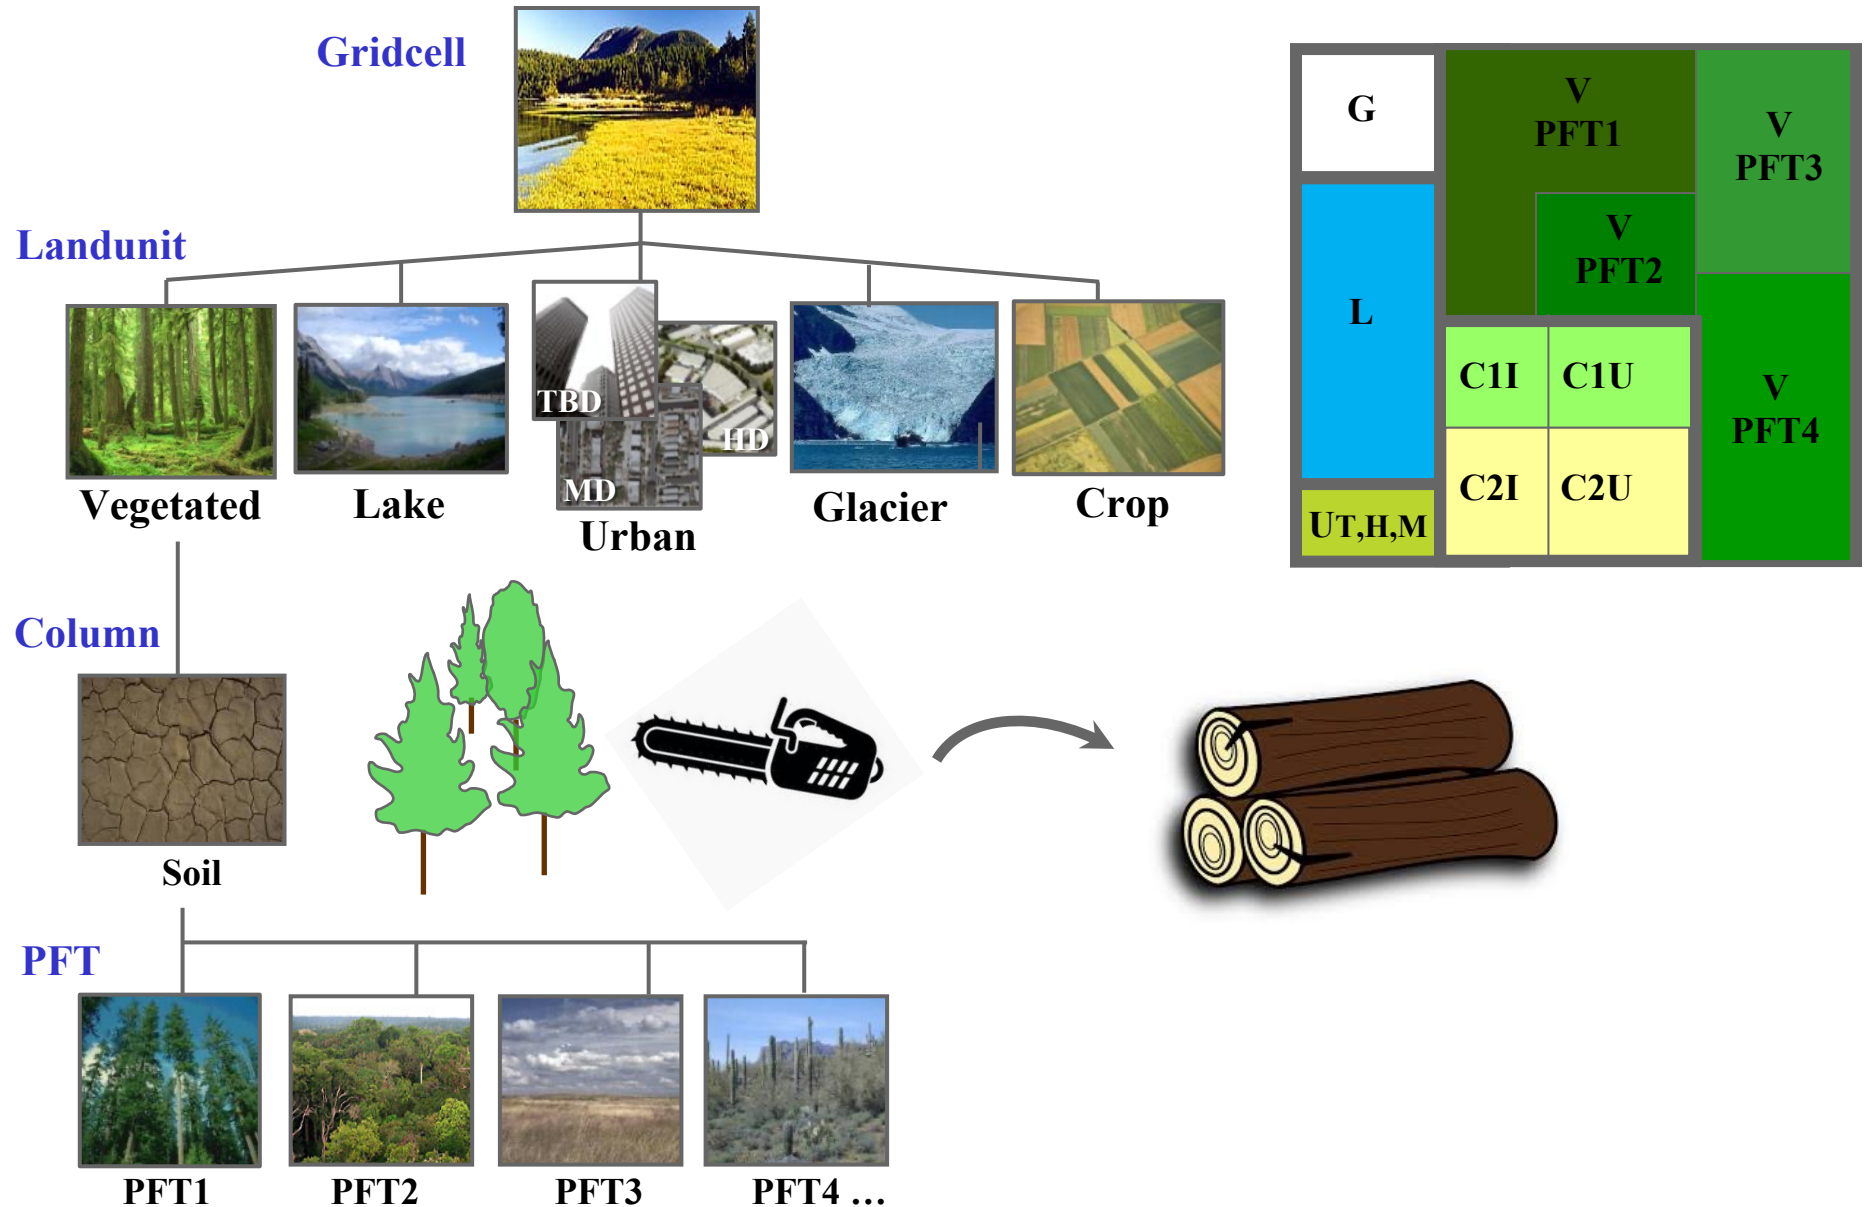 Gridcell
Landunit
TBD
HD
MD
Vegetated
Lake
Urban
Glacier
Crop
Column
Soil
PFT
PFT1
PFT2
PFT3
PFT4 ...
G
L
UT,H,M
V
PFT1
V
PFT2
V
PFT3
V
PFT4
C1I
C1U
C2I
C2U